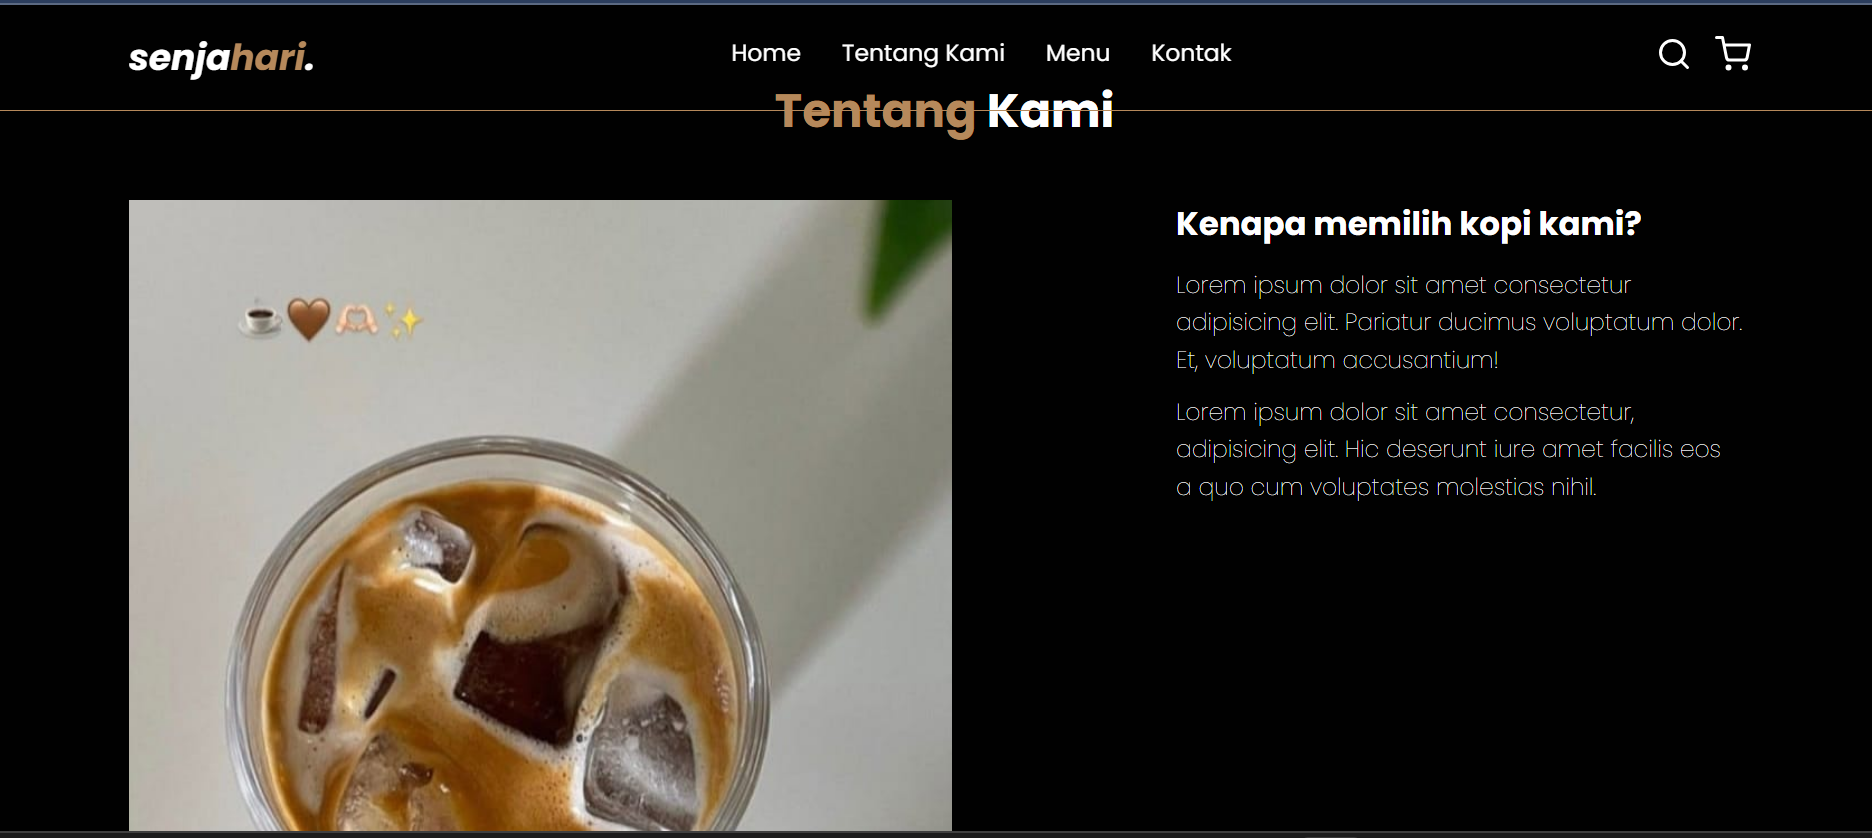 senjahari.
Home Tentang Kami Menu Kontak
Tentang Kami
Kenapa memilih kopi kami?
Lorem ipsum dolor sit amet consectetur
adipisicing elit. Pariatur ducimus voluptatum dolor.
Et, voluptatum accusantium!
Lorem ipsum dolor sit amet consectetur,
adipisicing elit. Hic deserunt iure amet facilis eos
a quo cum voluptates molestias nihil.